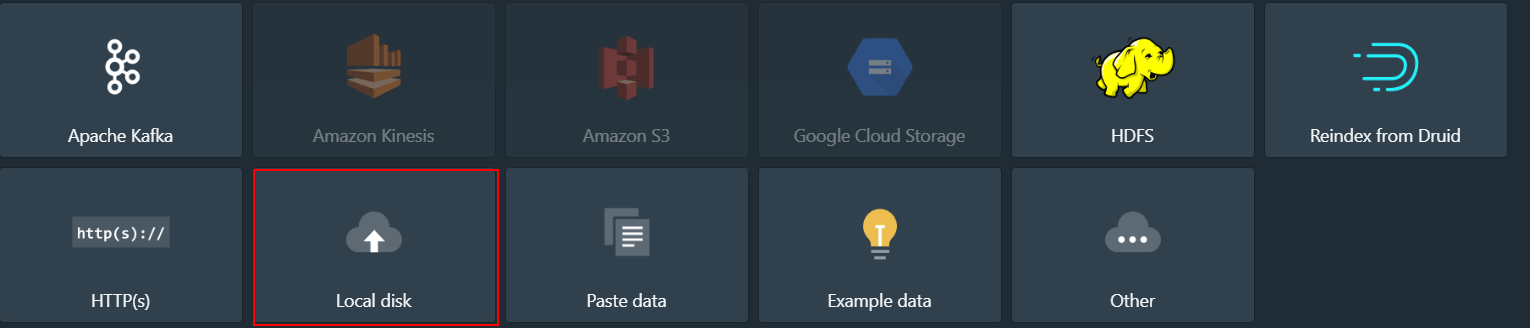 Apache Kafka
Amazon Kinesis
Amazon S3
Google Cloud Storage
HDFS
Reindex from Druid
http(s)://
HTTP(s)
Local disk
Paste data
Example data
Other